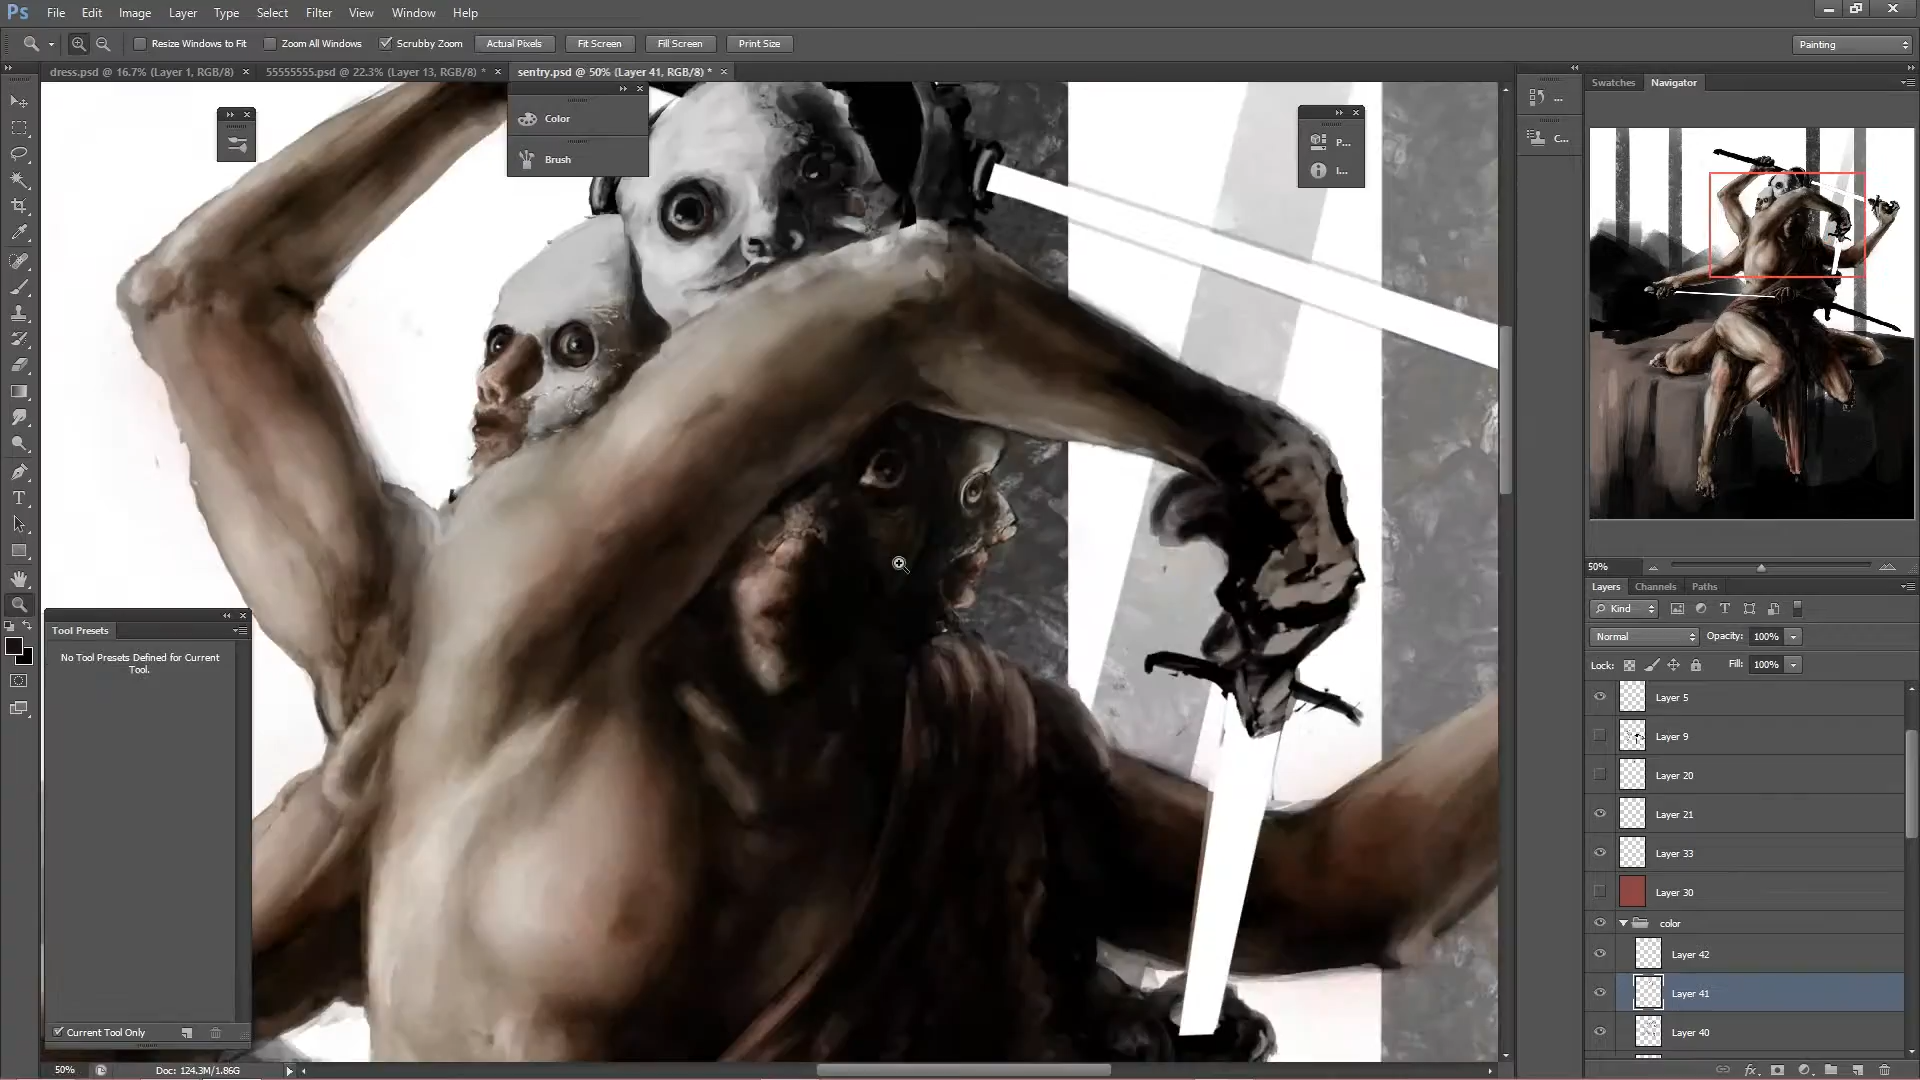 Ps File Edit Image Layer Type Select Filter View Window Help
Resize Windows to Fit Zoom All Windows Scrubby Zoom Actual Pixels Fit Screen Fill Screen Print Size Painting
dress.psd @ 16.7% (Layer 1, RGB/8) 55555555.psd @ 22.3% (Layer 13, RGB/8) * sentry.psd @ 50% (Layer 41, RGB/8) *
Swatches Navigator
Color
Brush
P...
I...
...
C...
50%
Layers Channels Paths
Kind
Normal Opacity: 100%
Lock: Fill: 100%
Layer 5
Layer 9
Layer 20
Layer 21
Layer 33
Layer 30
color
Layer 42
Layer 41
Layer 40
Tool Presets
No Tool Presets Defined for Current
Tool.
Current Tool Only
50% Doc: 124.3M/1.86G